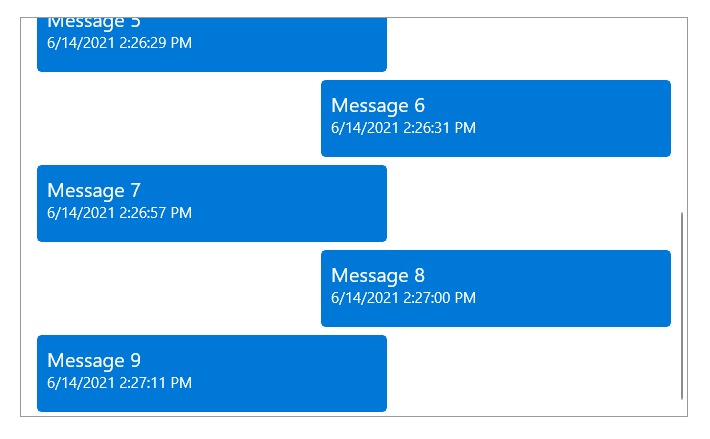 Message 5
6/14/2021 2:26:29 PM
Message 6
6/14/2021 2:26:31 PM
Message 7
6/14/2021 2:26:57 PM
Message 8
6/14/2021 2:27:00 PM
Message 9
6/14/2021 2:27:11 PM